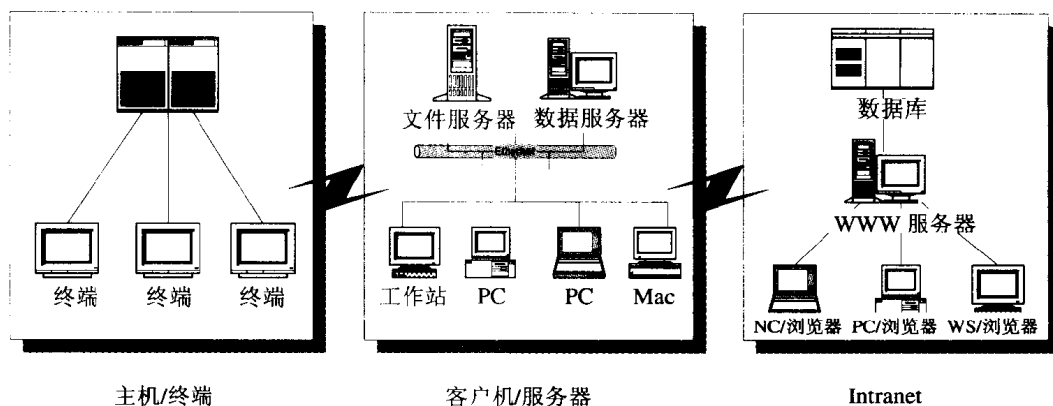 终端 终端 终端
主机/终端
文件服务器 数据服务器
Ethernet
工作站 PC PC Mac
客户机/服务器
数据库
WWW 服务器
NC/浏览器 PC/浏览器 WS/浏览器
Intranet